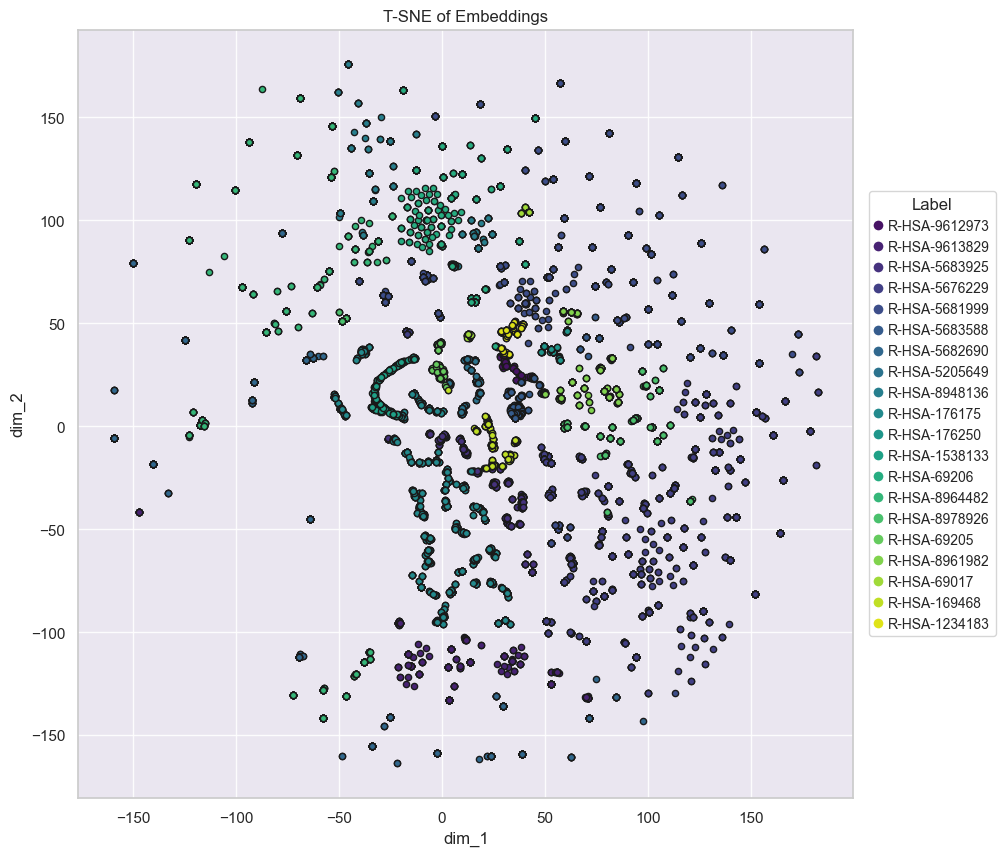 T-SNE of Embeddings
150
100
50
0
−50
−100
−150
dim_2
−150
−100
−50
0
50
100
150
dim_1
Label
R-HSA-9612973
R-HSA-9613829
R-HSA-5683925
R-HSA-5676229
R-HSA-5681999
R-HSA-5683588
R-HSA-5682690
R-HSA-5205649
R-HSA-8948136
R-HSA-176175
R-HSA-176250
R-HSA-1538133
R-HSA-69206
R-HSA-8964482
R-HSA-8978926
R-HSA-69205
R-HSA-8961982
R-HSA-69017
R-HSA-169468
R-HSA-1234183